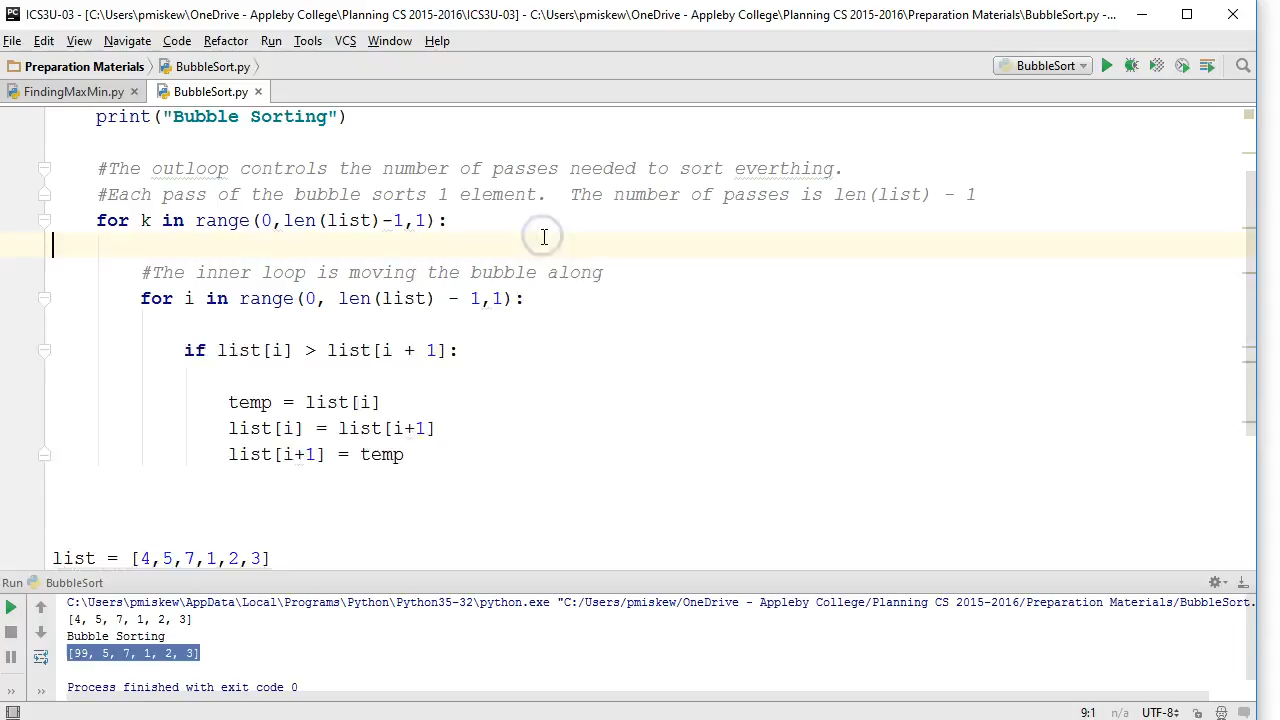 ICS3U-03 - [C:\Users\pmiskew\OneDrive - Appleby College\Planning CS 2015-2016\ICS3U-03] - C:\Users\pmiskew\OneDrive - Appleby College\Planning CS 2015-2016\Preparation Materials\BubbleSort.py -...
File Edit View Navigate Code Refactor Run Tools VCS Window Help
Preparation Materials BubbleSort.py BubbleSort
FindingMaxMin.py BubbleSort.py
print("Bubble Sorting")
#The outloop controls the number of passes needed to sort everthing.
#Each pass of the bubble sorts 1 element.  The number of passes is len(list) - 1
for k in range(0,len(list)-1,1):
#The inner loop is moving the bubble along
for i in range(0, len(list) - 1,1):
if list[i] > list[i + 1]:
temp = list[i]
list[i] = list[i+1]
list[i+1] = temp
list = [4,5,7,1,2,3]
Run BubbleSort
C:\Users\pmiskew\AppData\Local\Programs\Python\Python35-32\python.exe "C:/Users/pmiskew/OneDrive - Appleby College/Planning CS 2015-2016/Preparation Materials/BubbleSort.
[4, 5, 7, 1, 2, 3]
Bubble Sorting
[99, 5, 7, 1, 2, 3]
Process finished with exit code 0
9:1 n/a UTF-8